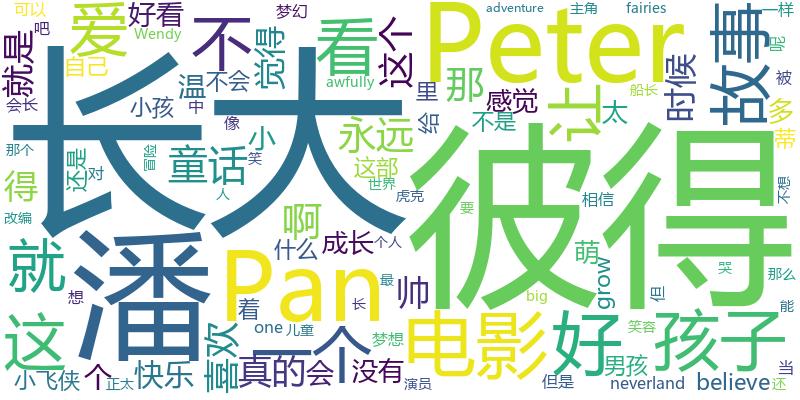 可以 吧 梦幻 adventure 主角 fairies 一样
Wendy 好看 爱 不 看 Peter 呢
就是 自己 觉得 这个 那 里 感觉 让 时候 故事 被
会长 长大 温 不会 awfully 船长
小孩 中 像 给 不是 太 多 蒂
那个 还是 童话 小 笑 永远 这部 彼得
得 对 冒险 人 世界 虎克 相信 不想
改编 潘 啊 成长 个人 要 萌 哭
就 想 什么 Pan 最 帅 grow 但 那么
着 长 big 能
这 喜欢 one 儿童 一个 梦想 电影 好 笑容 孩子
小飞侠 个 正太 快乐 真的 会 没有 演员 但是 男孩 neverland believe 当 还